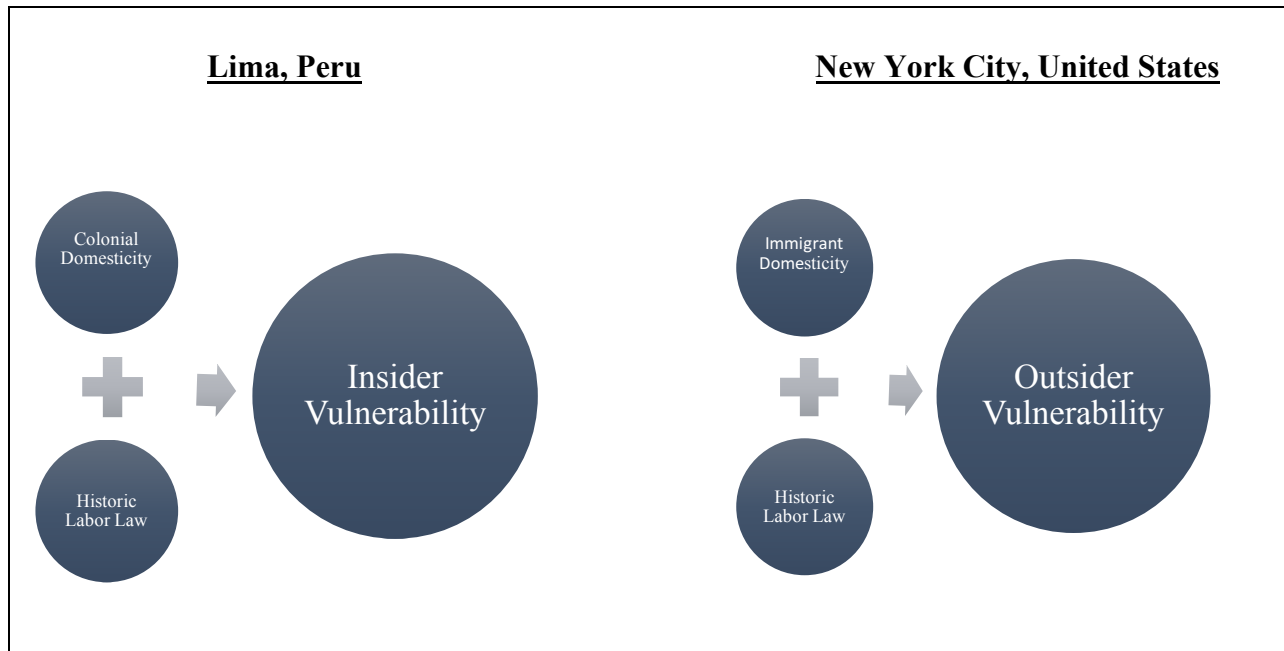 Lima, Peru
Colonial
Domesticity
Historic
Labor Law
Insider
Vulnerability
New York City, United States
Immigrant
Domesticity
Historic
Labor Law
Outsider
Vulnerability